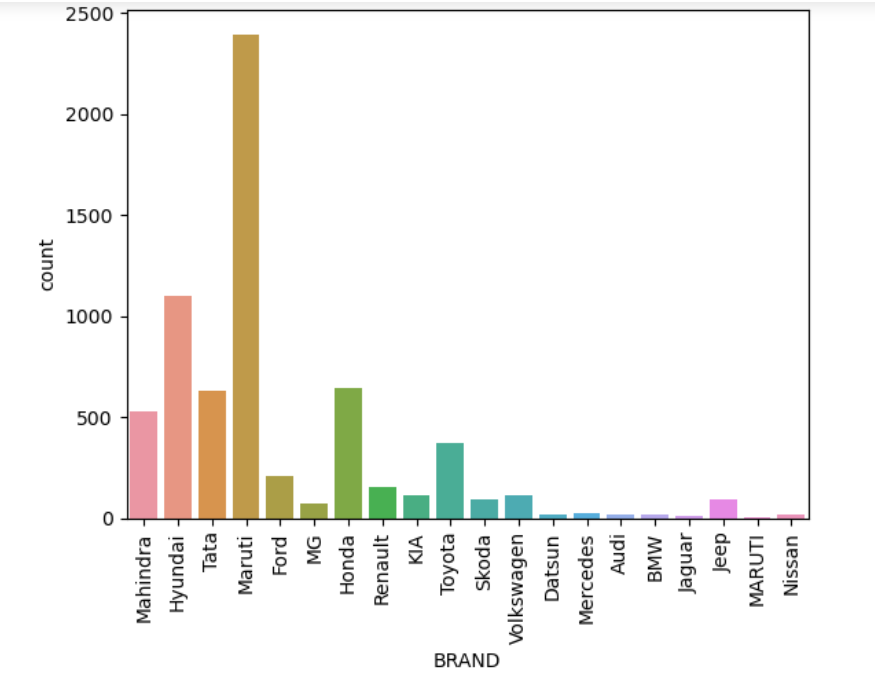 2500
2000
1500
1000
500
0
count
Mahindra
Hyundai
Tata
Maruti
Ford
MG
Honda
Renault
KIA
Toyota
Skoda
Volkswagen
Datsun
Mercedes
Audi
BMW
Jaguar
Jeep
MARUTI
Nissan
BRAND